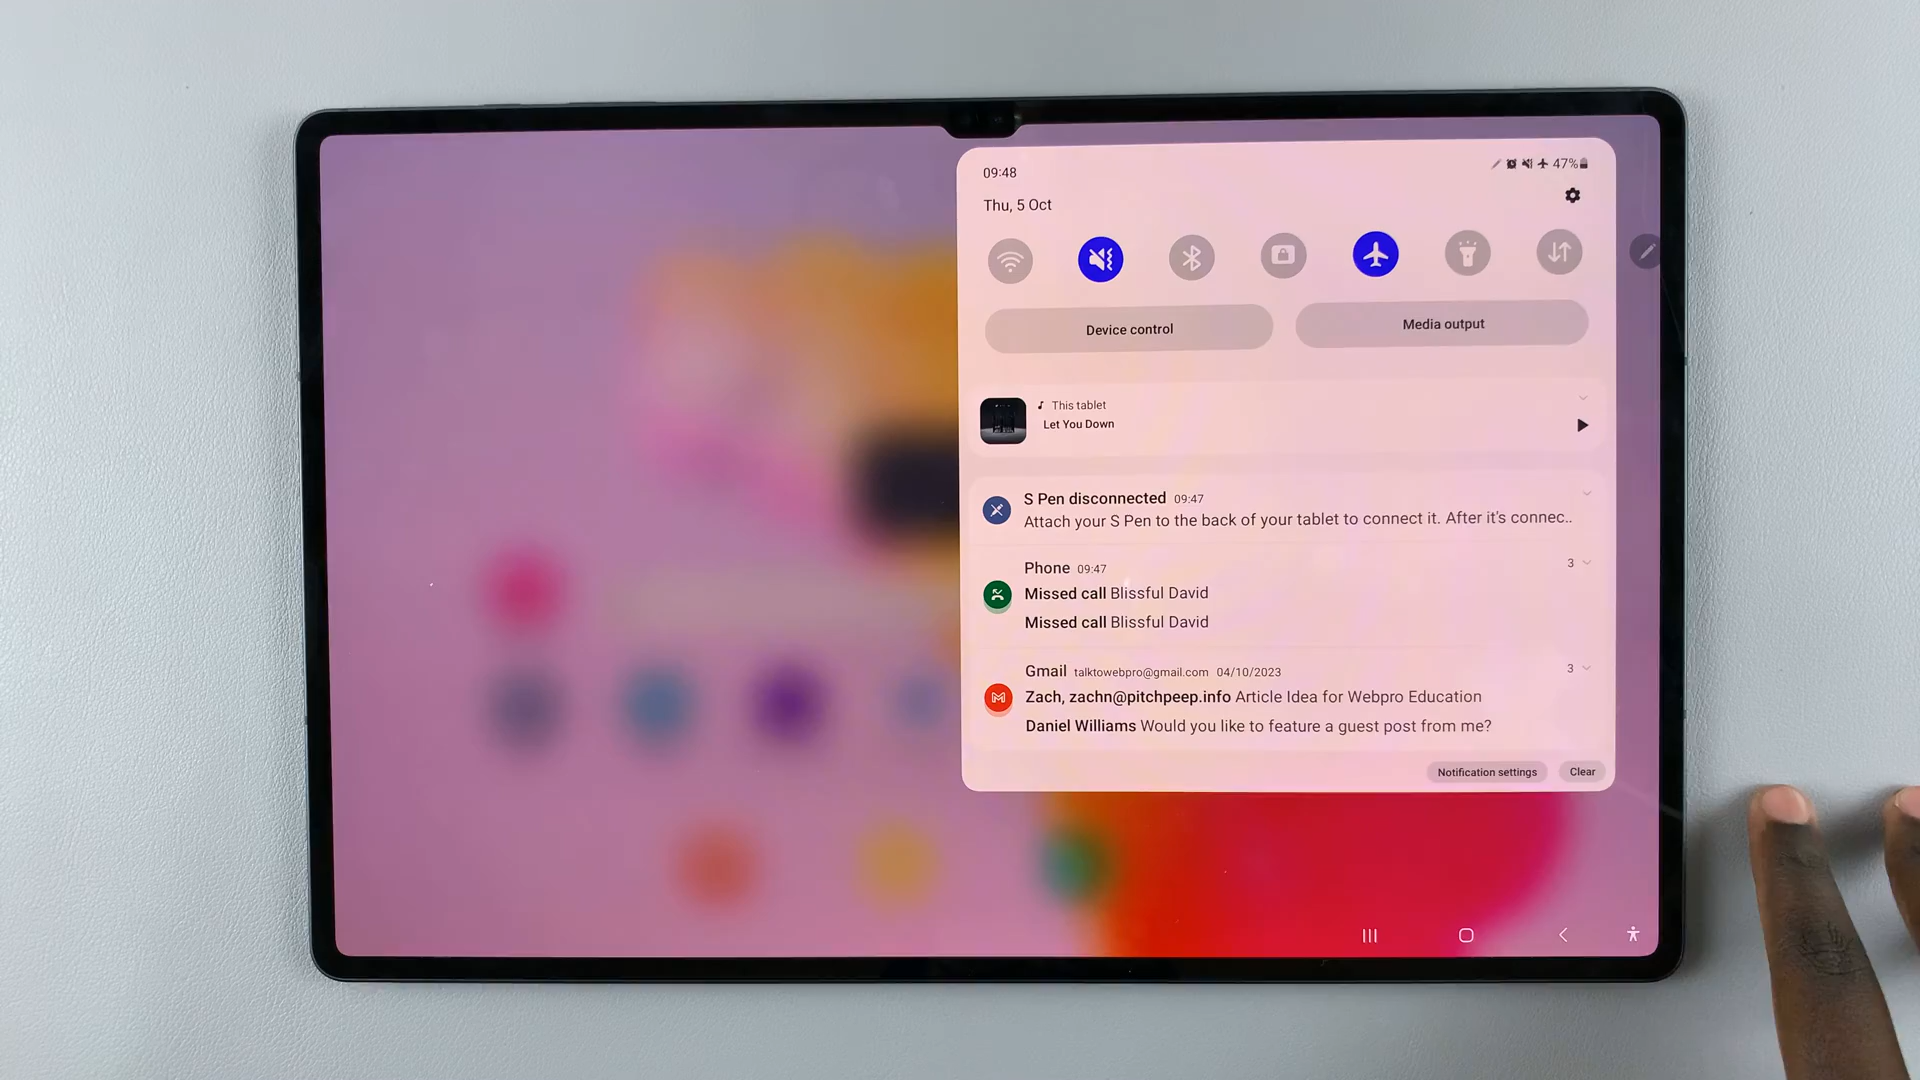 09:48
47%
Thu, 5 Oct
Device control
Media output
This tablet
Let You Down
S Pen disconnected 09:47
Attach your S Pen to the back of your tablet to connect it. After it's connec..
Phone 09:47
3
Missed call Blissful David
Missed call Blissful David
Gmail talktowebpro@gmail.com 04/10/2023
3
Zach, zachn@pitchpeep.info Article Idea for Webpro Education
Daniel Williams Would you like to feature a guest post from me?
Notification settings
Clear